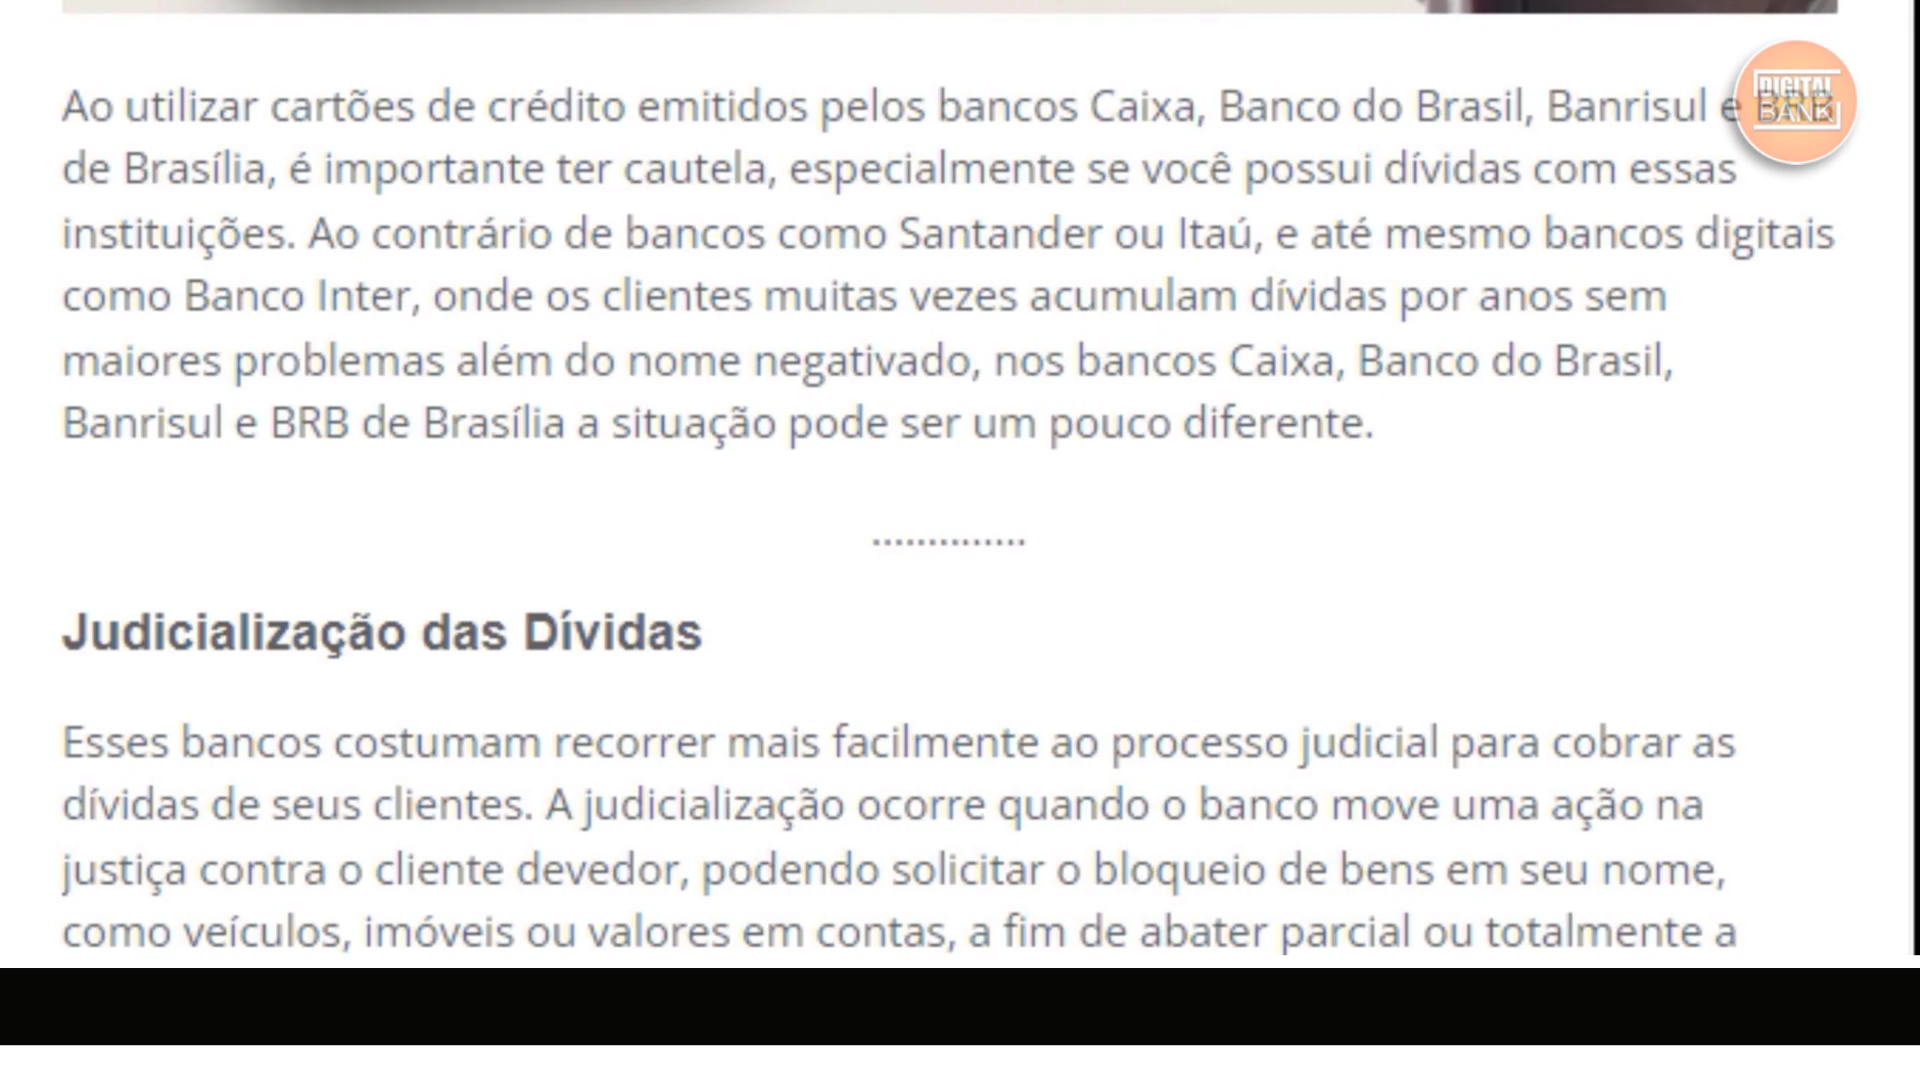 Ao utilizar cartões de crédito emitidos pelos bancos Caixa, Banco do Brasil, Banrisul e
DIGITAL
BANK
de Brasília, é importante ter cautela, especialmente se você possui dívidas com essas
instituições. Ao contrário de bancos como Santander ou Itaú, e até mesmo bancos digitais
como Banco Inter, onde os clientes muitas vezes acumulam dívidas por anos sem
maiores problemas além do nome negativado, nos bancos Caixa, Banco do Brasil,
Banrisul e BRB de Brasília a situação pode ser um pouco diferente.
..............
Judicialização das Dívidas
Esses bancos costumam recorrer mais facilmente ao processo judicial para cobrar as
dívidas de seus clientes. A judicialização ocorre quando o banco move uma ação na
justiça contra o cliente devedor, podendo solicitar o bloqueio de bens em seu nome,
como veículos, imóveis ou valores em contas, a fim de abater parcial ou totalmente a